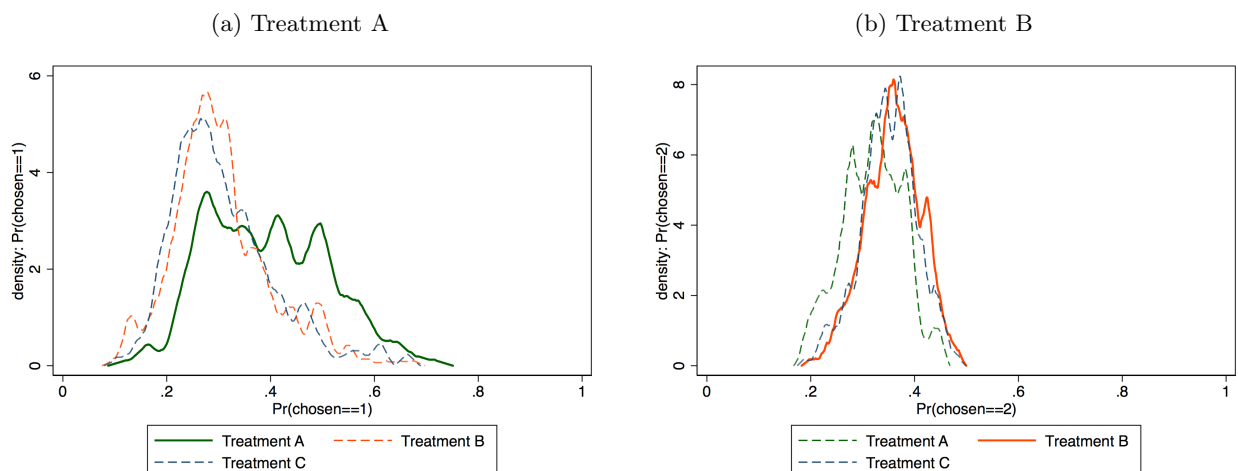 (a) Treatment A
density: Pr(chosen==1)
6
4
2
0
0 .2 .4 .6 .8 1
Pr(chosen==1)
Treatment A Treatment B
Treatment C
(b) Treatment B
density: Pr(chosen==2)
8
6
4
2
0
0 .2 .4 .6 .8 1
Pr(chosen==2)
Treatment A Treatment B
Treatment C